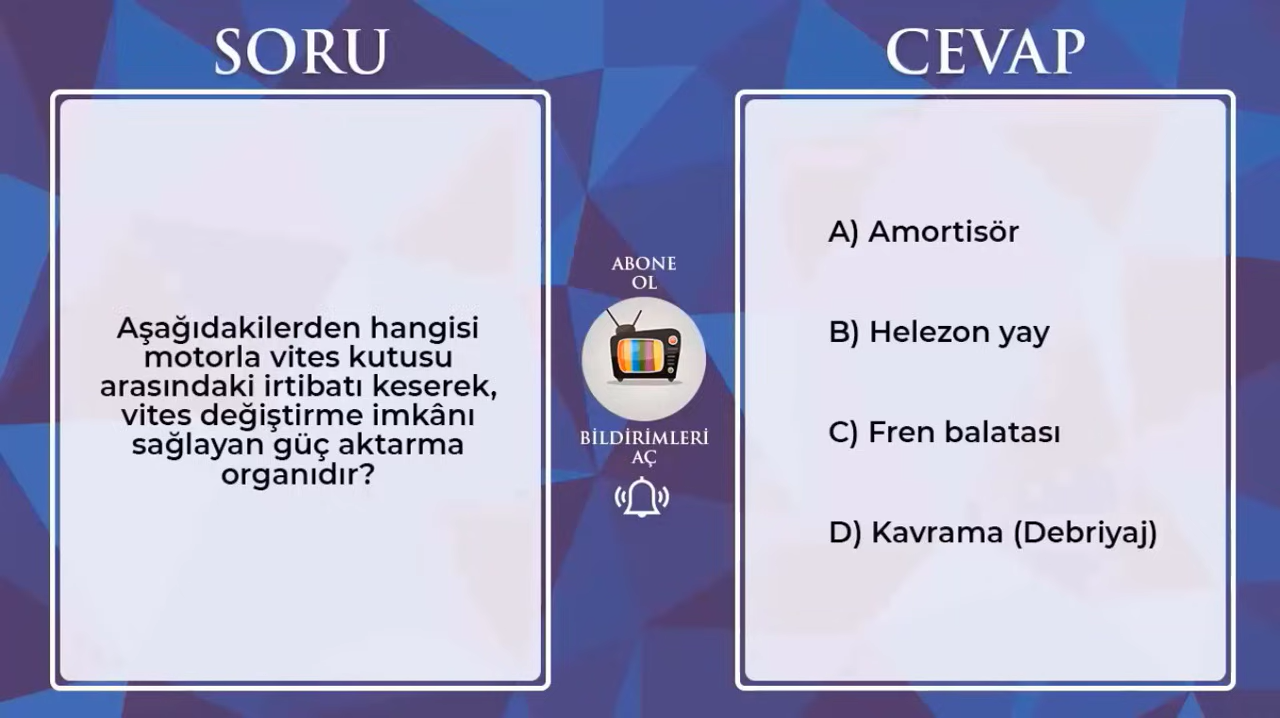 SORU
Aşağıdakilerden hangisi
motorla vites kutusu
arasındaki irtibatı keserek,
vites değiştirme imkânı
sağlayan güç aktarma
organıdır?
ABONE
OL
BİLDİRİMLERİ
AÇ
CEVAP
A) Amortisör
B) Helezon yay
C) Fren balatası
D) Kavrama (Debriyaj)